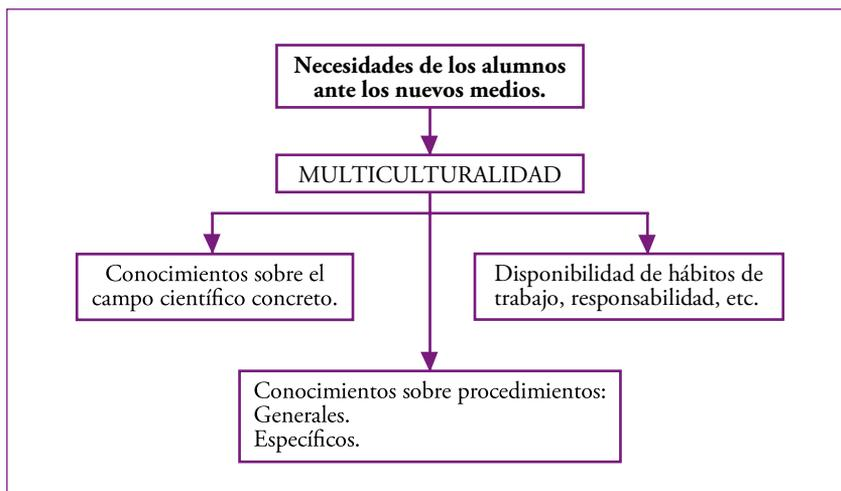 Necesidades de los alumnos
ante los nuevos medios.
MULTICULTURALIDAD
Conocimientos sobre el
campo científico concreto.
Disponibilidad de hábitos de
trabajo, responsabilidad, etc.
Conocimientos sobre procedimientos:
Generales.
Específicos.